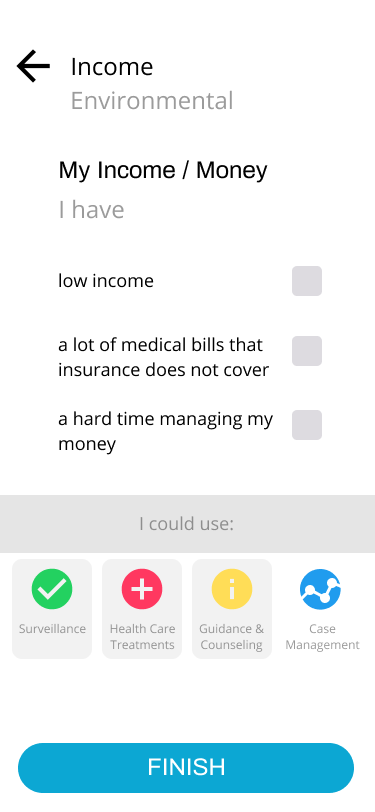 Income
Environmental
My Income / Money
I have
low income
a lot of medical bills that
insurance does not cover
a hard time managing my
money
I could use:
Surveillance
Health Care
Treatments
Guidance &
Counseling
Case
Management
FINISH